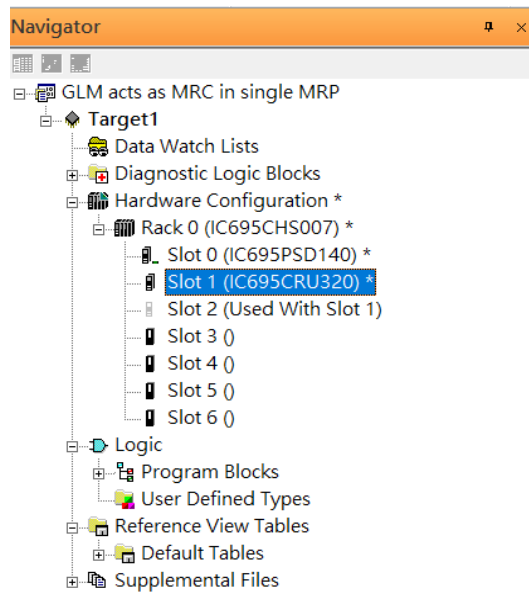 Navigator
GLM acts as MRC in single MRP
Target1
Data Watch Lists
Diagnostic Logic Blocks
Hardware Configuration *
Rack 0 (IC695CHS007) *
Slot 0 (IC695PSD140) *
Slot 1 (IC695CRU320) *
Slot 2 (Used With Slot 1)
Slot 3 ()
Slot 4 ()
Slot 5 ()
Slot 6 ()
Logic
Program Blocks
User Defined Types
Reference View Tables
Default Tables
Supplemental Files